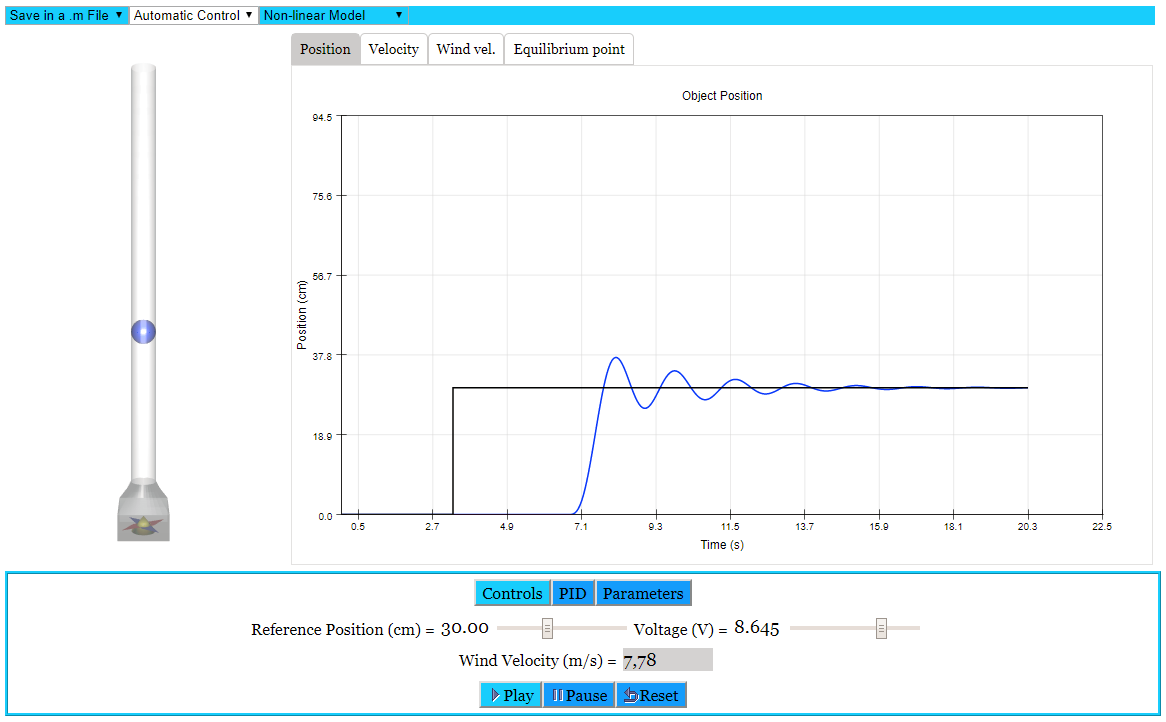 Save in a .m File ▼ Automatic Control ▼ Non-linear Model ▼
Position Velocity Wind vel. Equilibrium point
Object Position
94.5
75.6
56.7
37.8
18.9
0.0
Position (cm)
0.5 2.7 4.9 7.1 9.3 11.5 13.7 15.9 18.1 20.3 22.5
Time (s)
Controls PID Parameters
Reference Position (cm) = 30.00 Voltage (V) = 8.645
Wind Velocity (m/s) = 7,78
Play Pause Reset